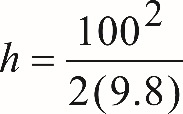 h = 100² / 2(9.8)